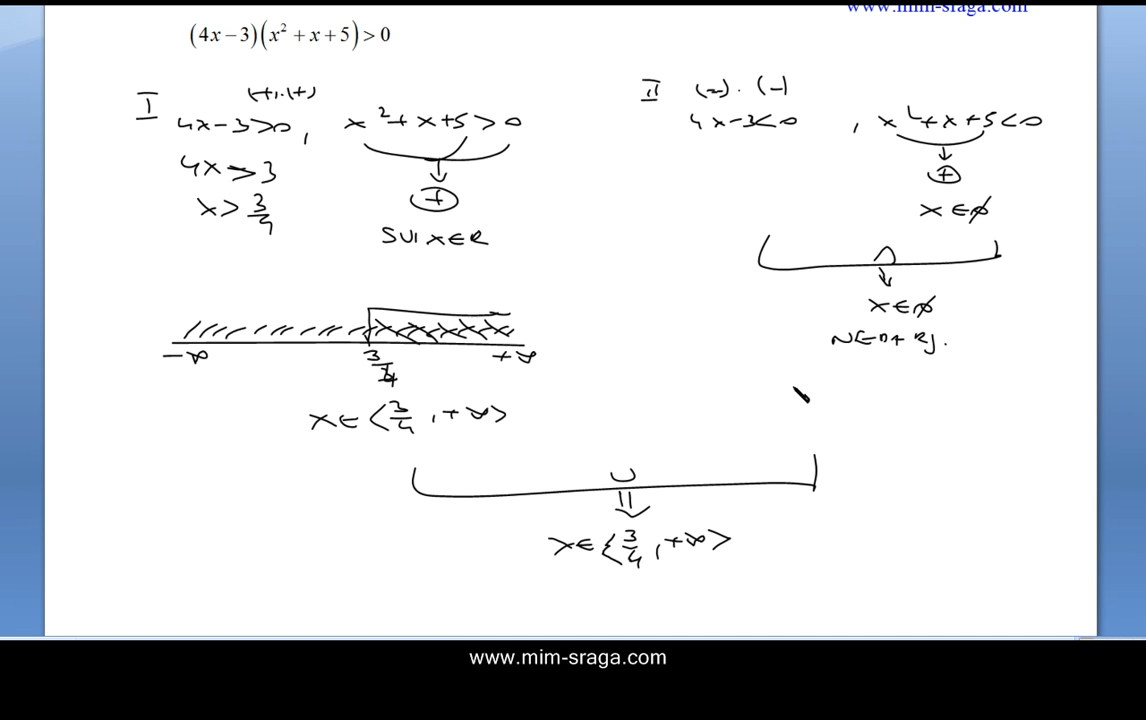 www.mim-sraga.com
(4x-3)(x²+x+5)>0
I
(+)·(+)
4x-3>0, x²+x+5>0
4x>3
+
x>3/4
SVI x∈R
II (-)·(-)
4x-3<0, x²+x+5<0
+
x∈∅
∩
x∈∅
NEMA RJ.
-∞ 3/4 +∞
x∈⟨3/4,+∞⟩
∪
x∈⟨3/4,+∞⟩
www.mim-sraga.com